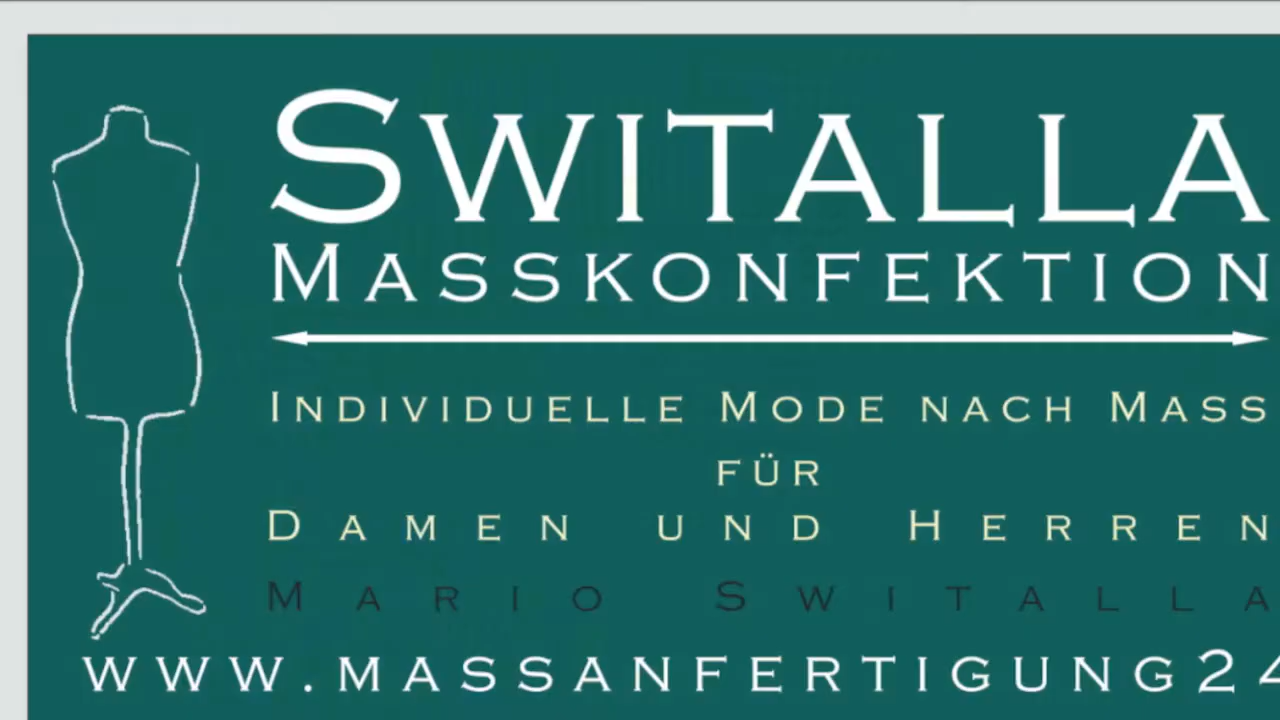 SWITALLA
MASSKONFEKTION
INDIVIDUELLE MODE NACH MASS
FÜR
DAMEN UND HERREN
MARIO SWITALLA
WWW.MASSANFERTIGUNG24